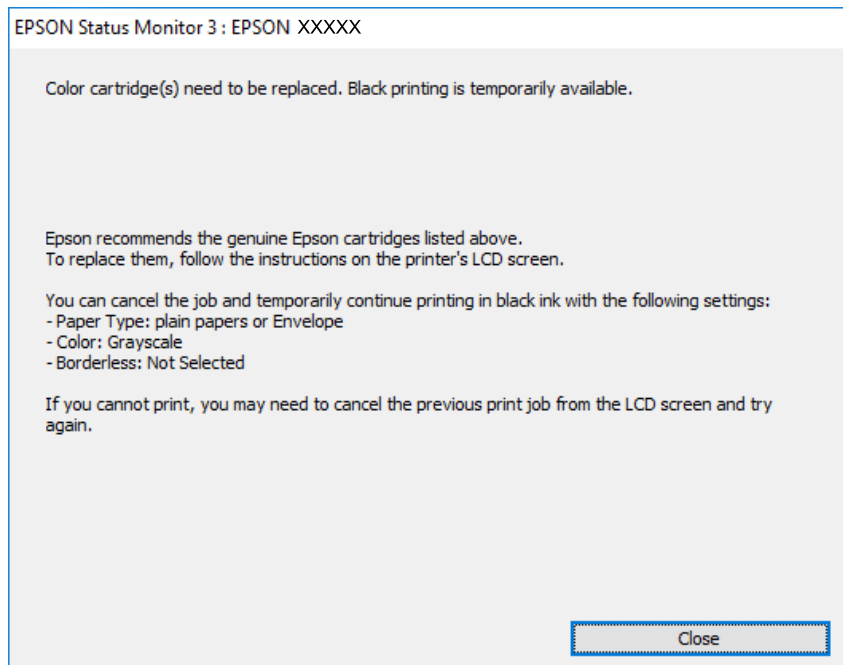 EPSON Status Monitor 3 : EPSON XXXXX
Color cartridge(s) need to be replaced. Black printing is temporarily available.
Epson recommends the genuine Epson cartridges listed above.
To replace them, follow the instructions on the printer's LCD screen.
You can cancel the job and temporarily continue printing in black ink with the following settings:
- Paper Type: plain papers or Envelope
- Color: Grayscale
- Borderless: Not Selected
If you cannot print, you may need to cancel the previous print job from the LCD screen and try
again.
Close